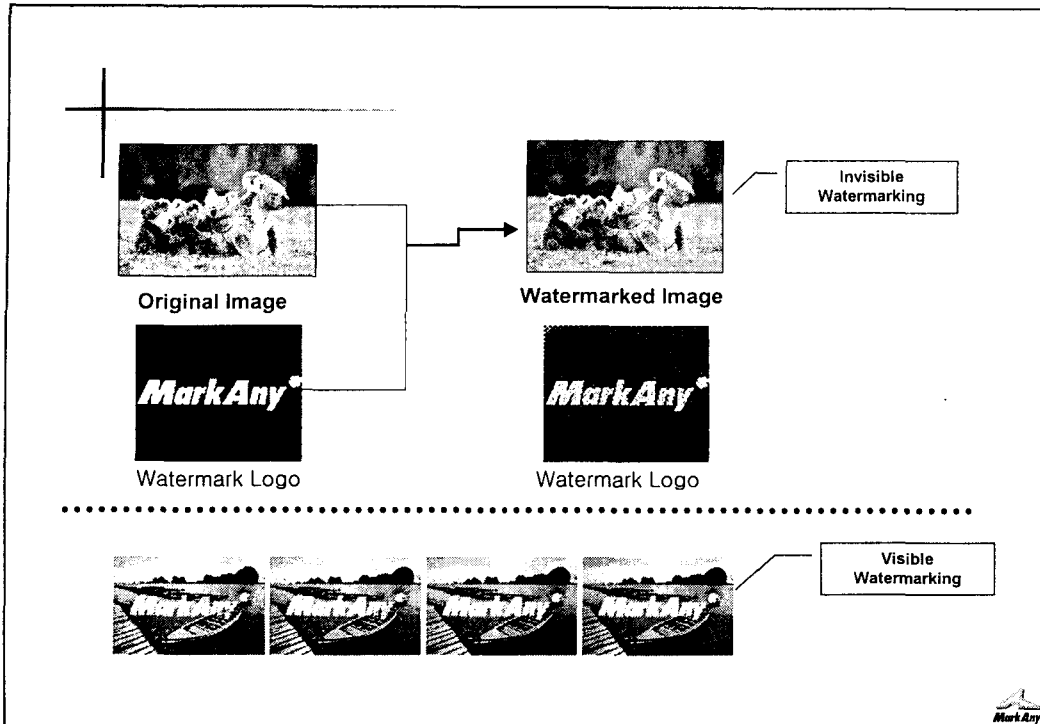 Invisible
Watermarking
Original Image
Watermarked Image
MarkAny
MarkAny
Watermark Logo
Watermark Logo
MarkAny
MarkAny
MarkAny
MarkAny
Visible
Watermarking
MarkAny